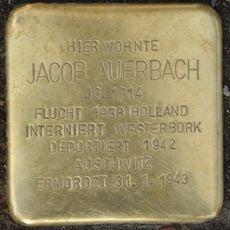 HIER WOHNTE
JACOB AUERBACH
JG. 1914
FLUCHT 1938 HOLLAND
INTERNIERT WESTERBORK
DEPORTIERT 1942
AUSCHWITZ
ERMORDET 31. 1. 1943